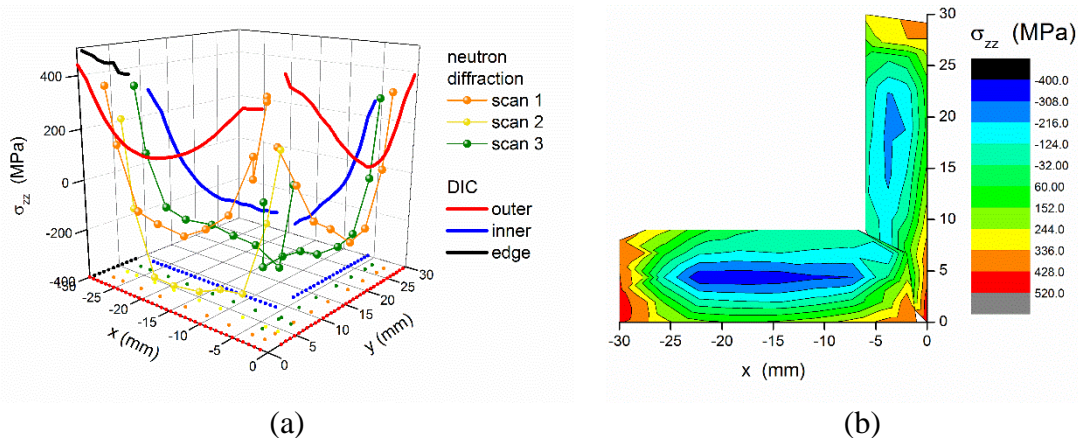 neutron
diffraction
scan 1
scan 2
scan 3
DIC
outer
inner
edge
400
200
0
-200
-400
σzz (MPa)
-30
-25
-20
-15
-10
-5
0
x (mm)
0
5
10
15
20
25
30
y (mm)
(a)
σzz (MPa)
-400.0
-308.0
-216.0
-124.0
-32.00
60.00
152.0
244.0
336.0
428.0
520.0
30
25
20
15
10
5
0
-30 -25 -20 -15 -10 -5 0
x (mm)
(b)